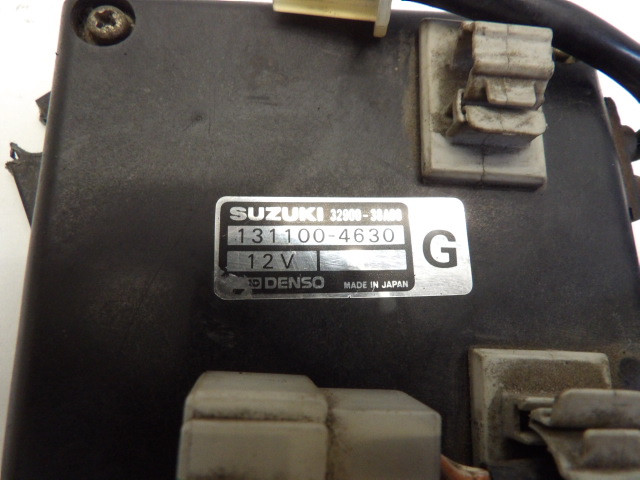 SUZUKI 32900-38A00
131100-4630
G
12V
DENSO MADE IN JAPAN